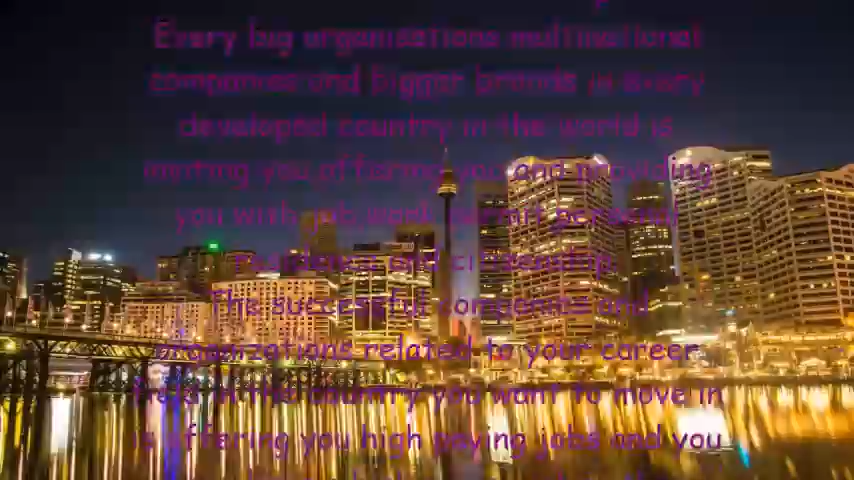 Every big organisations multinational
companies and bigger brands in every
developed country in the world is
inviting you,offering you and providing
you with job,work permit,personal
residence and citizenship.
The successful companies and
organizations related to your career
field in the country you want to move in
is offering you high paying jobs and you